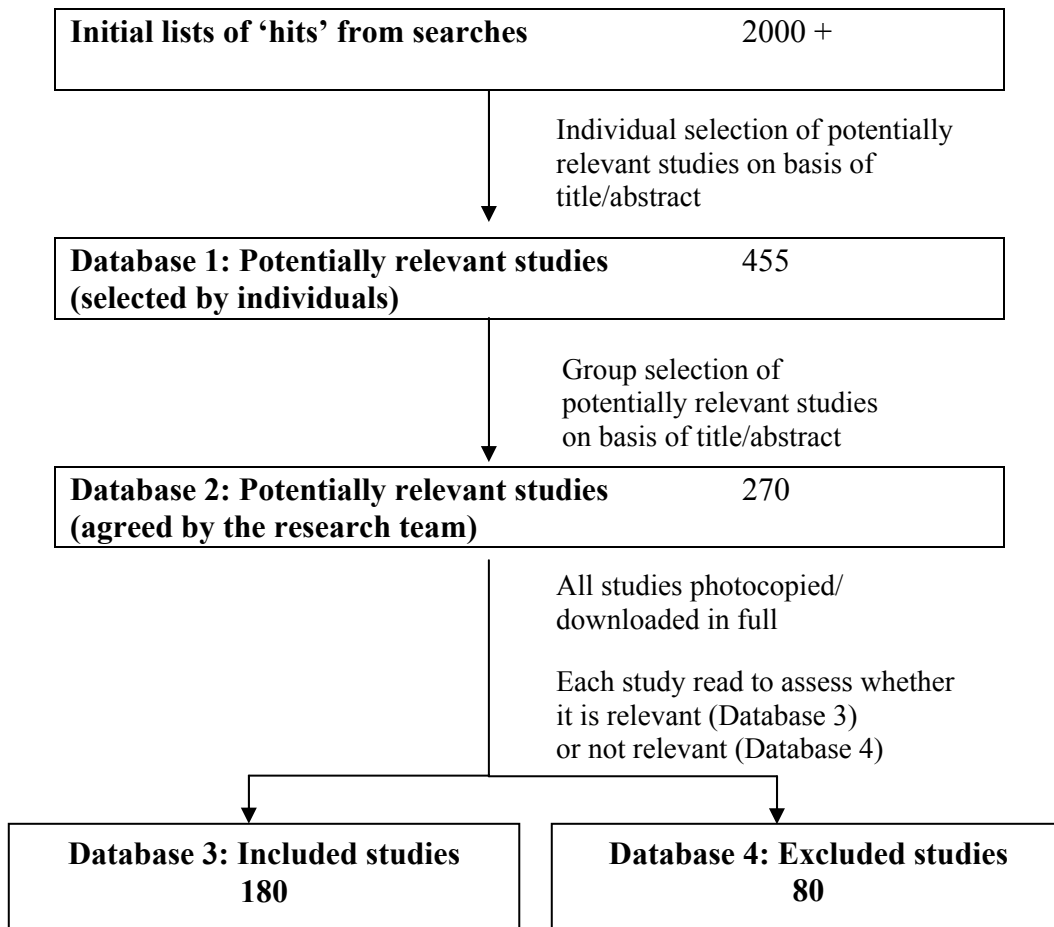 Initial lists of ‘hits’ from searches 2000 +
Individual selection of potentially
relevant studies on basis of
title/abstract
Database 1: Potentially relevant studies 455
(selected by individuals)
Group selection of
potentially relevant studies
on basis of title/abstract
Database 2: Potentially relevant studies 270
(agreed by the research team)
All studies photocopied/
downloaded in full
Each study read to assess whether
it is relevant (Database 3)
or not relevant (Database 4)
Database 3: Included studies
180
Database 4: Excluded studies
80